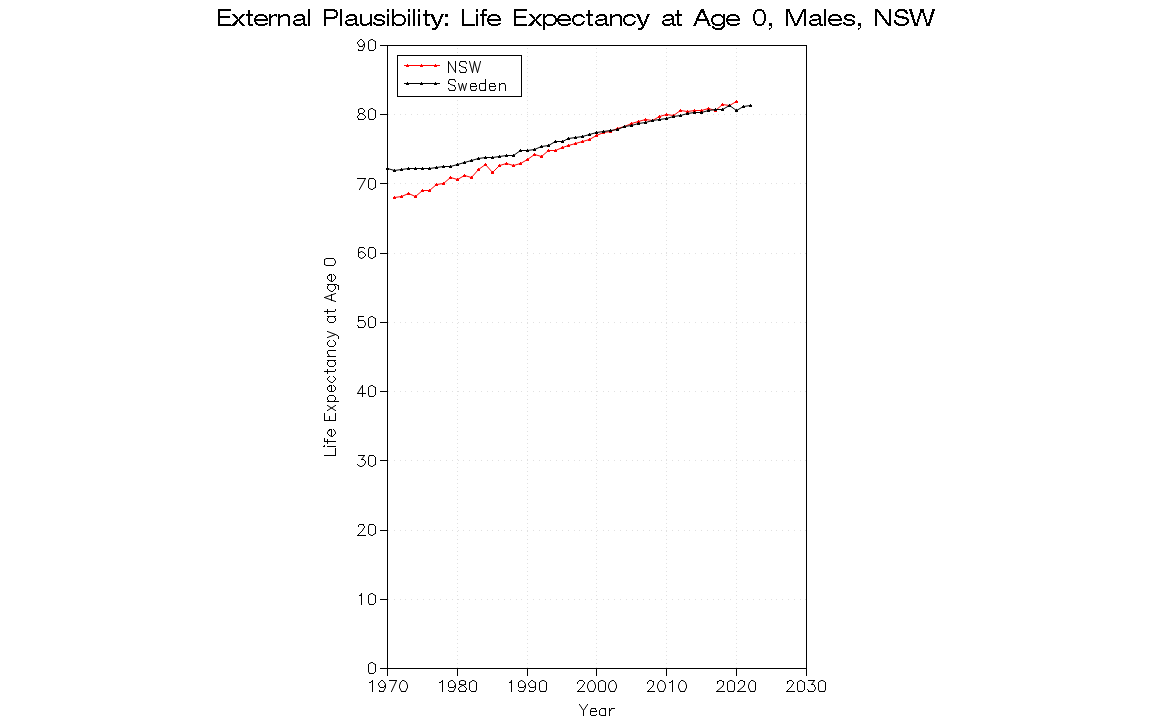 External Plausibility: Life Expectancy at Age 0, Males, NSW
NSW
Sweden
90
80
70
60
50
40
30
20
10
0
Life Expectancy at Age 0
1970 1980 1990 2000 2010 2020 2030
Year